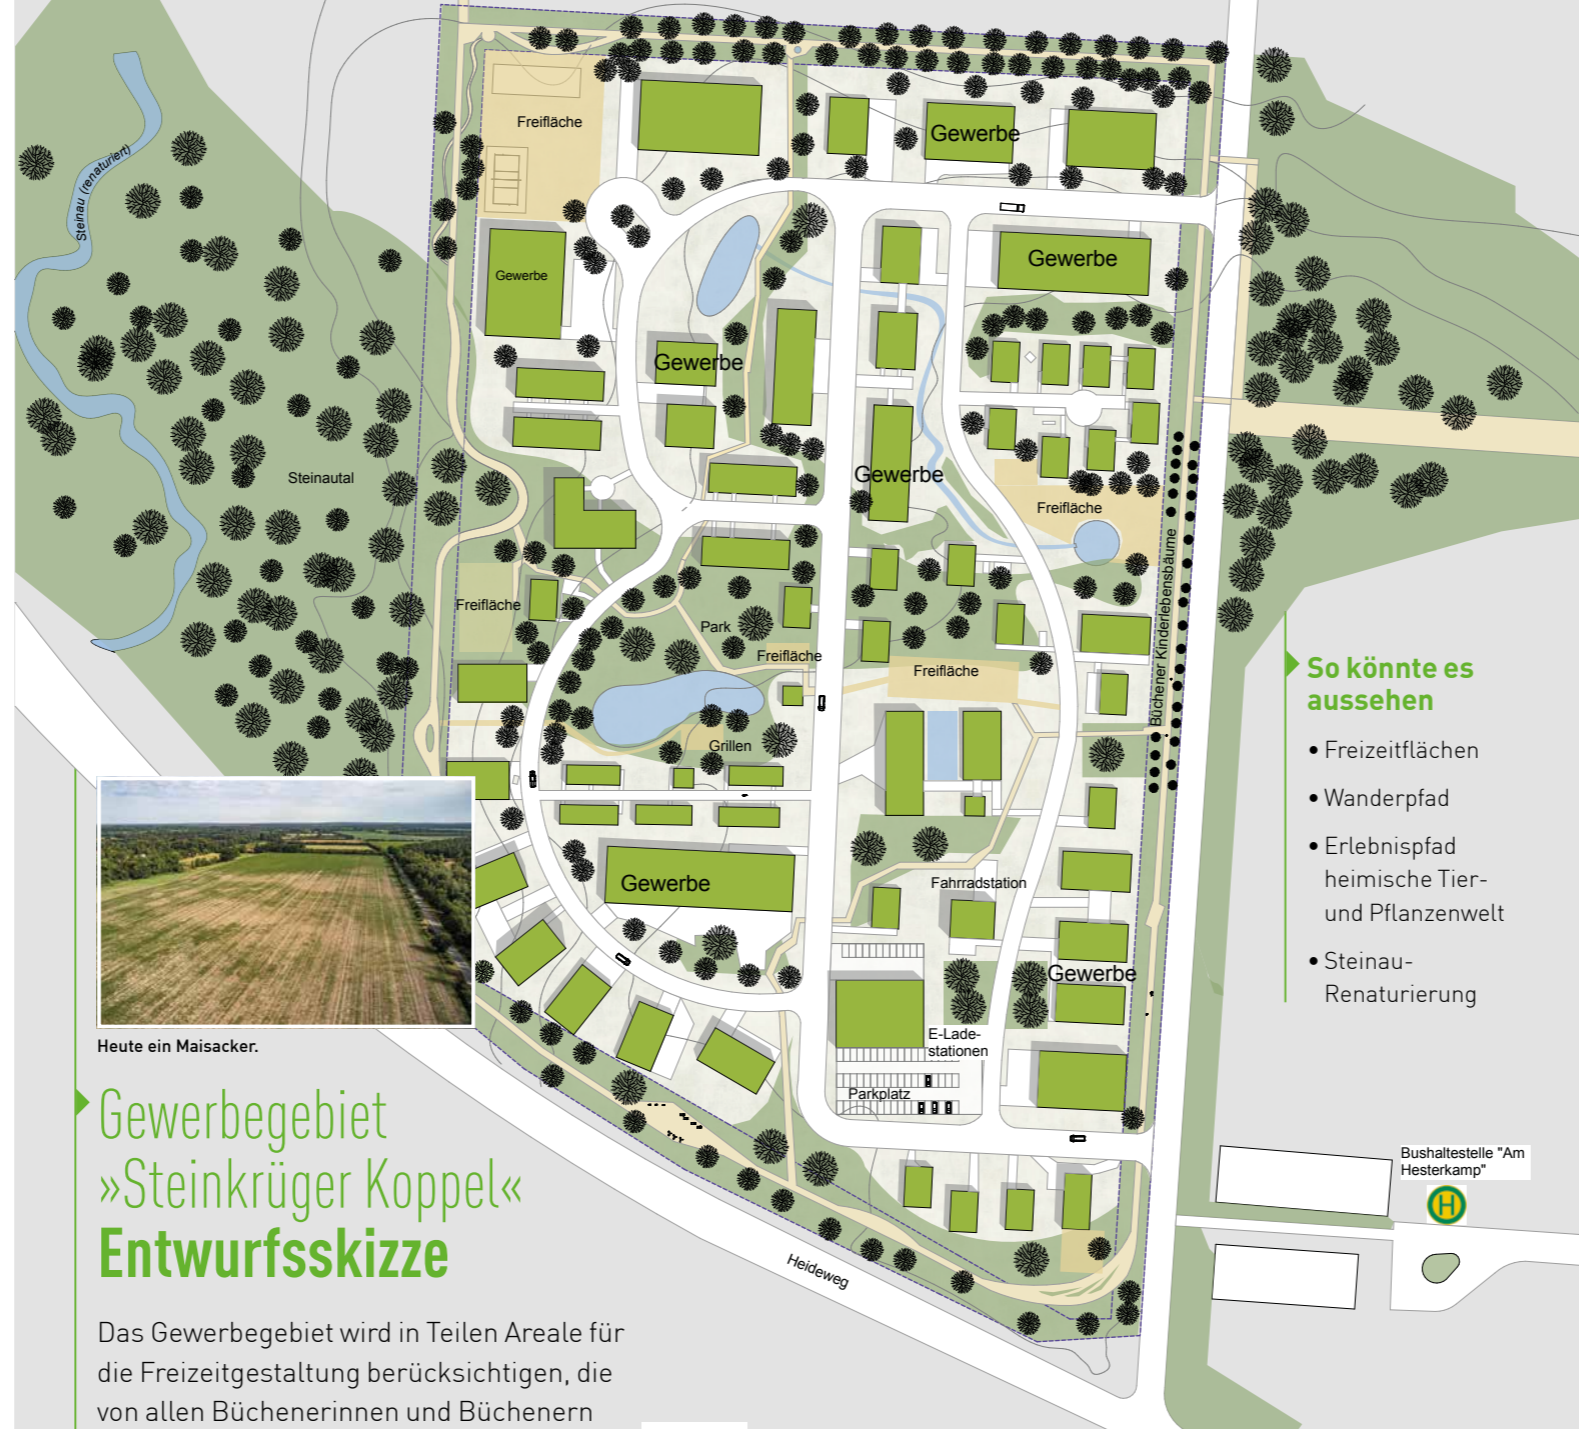 Freifläche
Gewerbe
Steinau (renaturiert)
Gewerbe
Gewerbe
Gewerbe
Gewerbe
Steinautal
Freifläche
Büchener Kinderlebensbäume
Freifläche
Park
Freifläche
Freifläche
Grillen
Gewerbe
Fahrradstation
Gewerbe
E-Lade-
stationen
Parkplatz
Heideweg
Bushaltestelle "Am
Hesterkamp"
H
So könnte es
aussehen
• Freizeitflächen
• Wanderpfad
• Erlebnispfad
heimische Tier-
und Pflanzenwelt
• Steinau-
Renaturierung
Heute ein Maisacker.
Gewerbegebiet
»Steinkrüger Koppel«
Entwurfsskizze
Das Gewerbegebiet wird in Teilen Areale für
die Freizeitgestaltung berücksichtigen, die
von allen Büchenerinnen und Büchenern